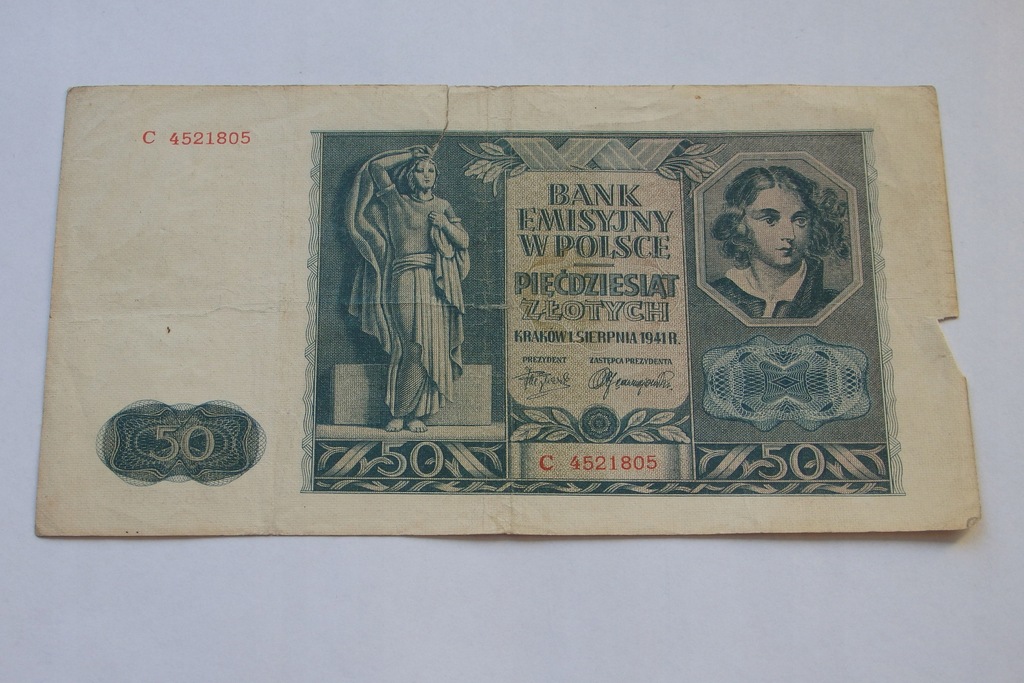 C 4521805
BANK
EMISYJNY
W POLSCE
PIĘĆDZIESIĄT
ZŁOTYCH
KRAKÓW 1. SIERPNIA 1941 R.
PREZYDENT ZASTĘPCA PREZYDENTA
50
50
C 4521805
50